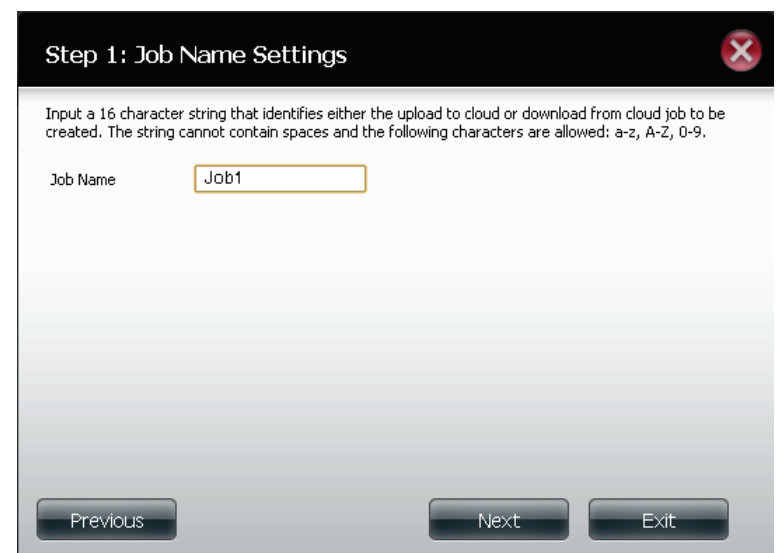 Step 1: Job Name Settings
Input a 16 character string that identifies either the upload to cloud or download from cloud job to be
created. The string cannot contain spaces and the following characters are allowed: a-z, A-Z, 0-9.
Job Name
Job1
Previous
Next
Exit